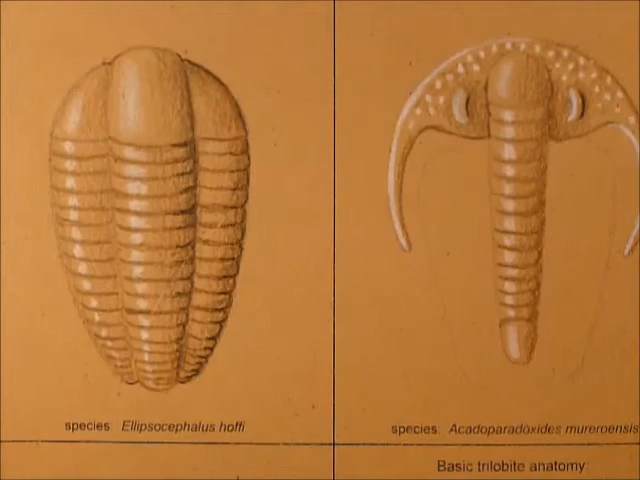 species: Ellipsocephalus hoffi
species: Acadoparadoxides mureroensis
Basic trilobite anatomy: